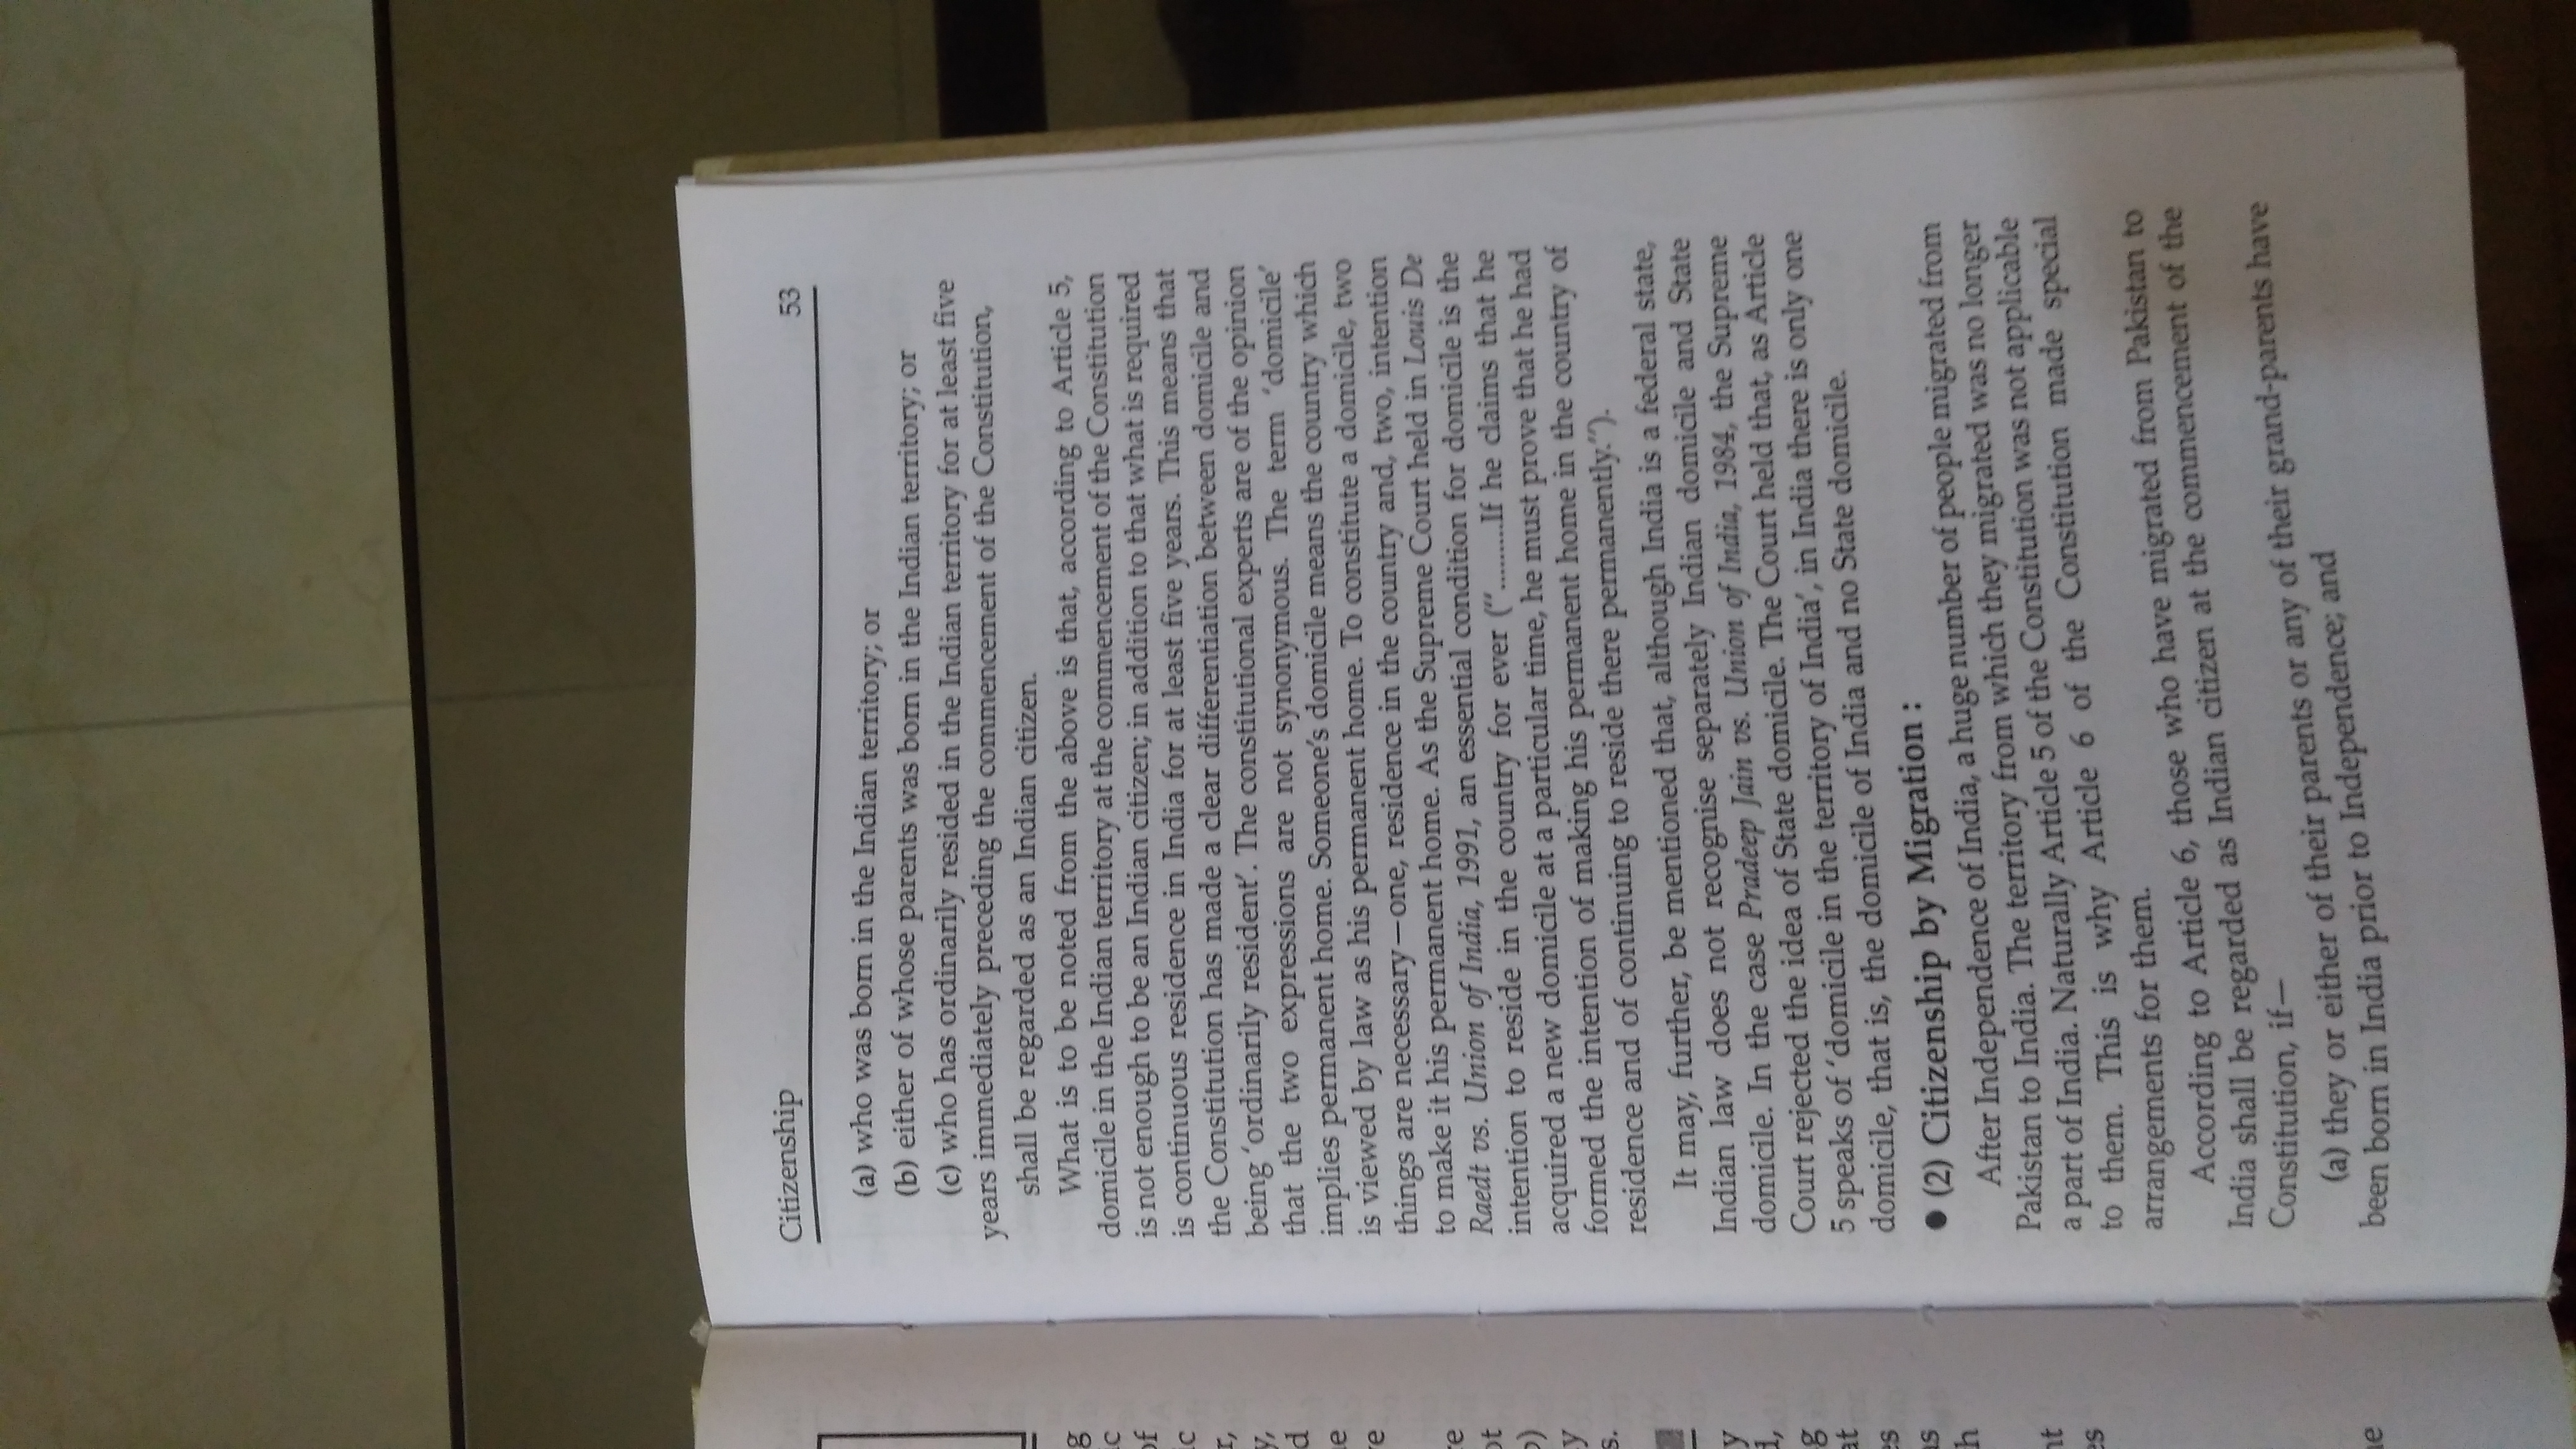 Citizenship 53
(a) who was born in the Indian territory; or
(b) either of whose parents was born in the Indian territory; or
(c) who has ordinarily resided in the Indian territory for at least five
years immediately preceding the commencement of the Constitution,
shall be regarded as an Indian citizen.
What is to be noted from the above is that, according to Article 5,
domicile in the Indian territory at the commencement of the Constitution
is not enough to be an Indian citizen; in addition to that what is required
is continuous residence in India for at least five years. This means that
the Constitution has made a clear differentiation between domicile and
being 'ordinarily resident'. The constitutional experts are of the opinion
that the two expressions are not synonymous. The term 'domicile'
implies permanent home. Someone's domicile means the country which
is viewed by law as his permanent home. To constitute a domicile, two
things are necessary—one, residence in the country and, two, intention
to make it his permanent home. As the Supreme Court held in Louis De
Raedt vs. Union of India, 1991, an essential condition for domicile is the
intention to reside in the country for ever ("..........If he claims that he
acquired a new domicile at a particular time, he must prove that he had
formed the intention of making his permanent home in the country of
residence and of continuing to reside there permanently.").
It may, further, be mentioned that, although India is a federal state,
Indian law does not recognise separately Indian domicile and State
domicile. In the case Pradeep Jain vs. Union of India, 1984, the Supreme
Court rejected the idea of State domicile. The Court held that, as Article
5 speaks of 'domicile in the territory of India', in India there is only one
domicile, that is, the domicile of India and no State domicile.
● (2) Citizenship by Migration :
After Independence of India, a huge number of people migrated from
Pakistan to India. The territory from which they migrated was no longer
a part of India. Naturally Article 5 of the Constitution was not applicable
to them. This is why Article 6 of the Constitution made special
arrangements for them.
According to Article 6, those who have migrated from Pakistan to
India shall be regarded as Indian citizen at the commencement of the
Constitution, if—
(a) they or either of their parents or any of their grand-parents have
been born in India prior to Independence; and